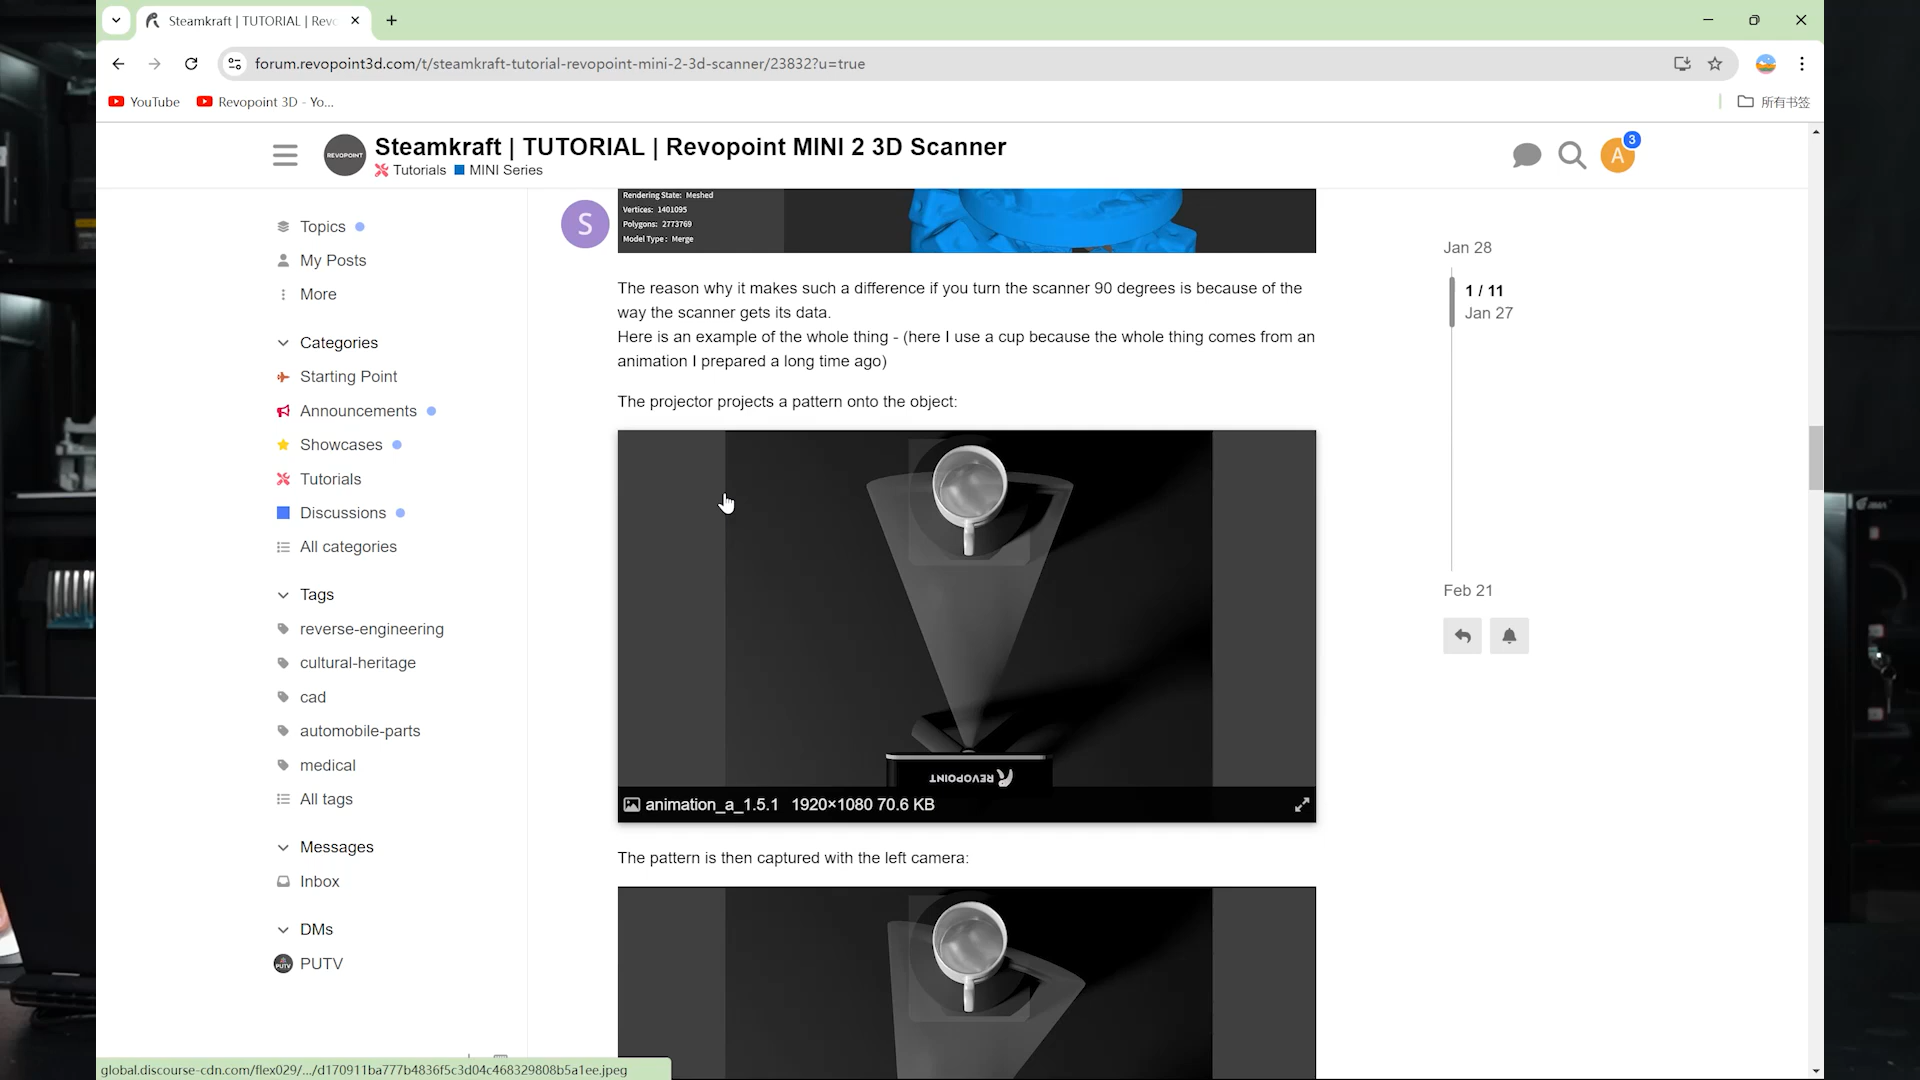 Steamkraft | TUTORIAL | Revo
forum.revopoint3d.com/t/steamkraft-tutorial-revopoint-mini-2-3d-scanner/23832?u=true
YouTube
Revopoint 3D - Yo...
所有书签
REVOPOINT
Steamkraft | TUTORIAL | Revopoint MINI 2 3D Scanner
Tutorials MINI Series
A
3
Topics
My Posts
More
Categories
Starting Point
Announcements
Showcases
Tutorials
Discussions
All categories
Tags
reverse-engineering
cultural-heritage
cad
automobile-parts
medical
All tags
Messages
Inbox
DMs
PUTV
PUTV
S
Rendering State: Meshed
Vertices: 1401095
Polygons: 2773769
Model Type : Merge
The reason why it makes such a difference if you turn the scanner 90 degrees is because of the
way the scanner gets its data.
Here is an example of the whole thing - (here I use a cup because the whole thing comes from an
animation I prepared a long time ago)
The projector projects a pattern onto the object:
REVOPOINT
animation_a_1.5.1 1920×1080 70.6 KB
The pattern is then captured with the left camera:
Jan 28
1 / 11
Jan 27
Feb 21
global.discourse-cdn.com/flex029/.../d170911ba777b4836f5c3d04c468329808b5a1ee.jpeg